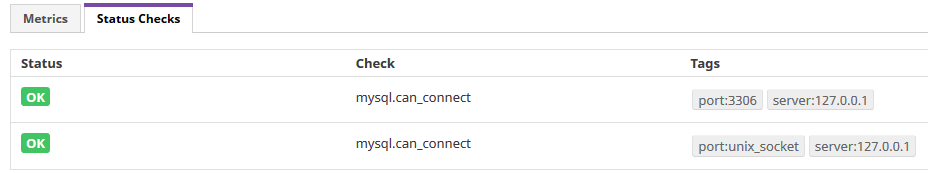 Metrics Status Checks
Status Check Tags
OK mysql.can_connect port:3306 server:127.0.0.1
OK mysql.can_connect port:unix_socket server:127.0.0.1